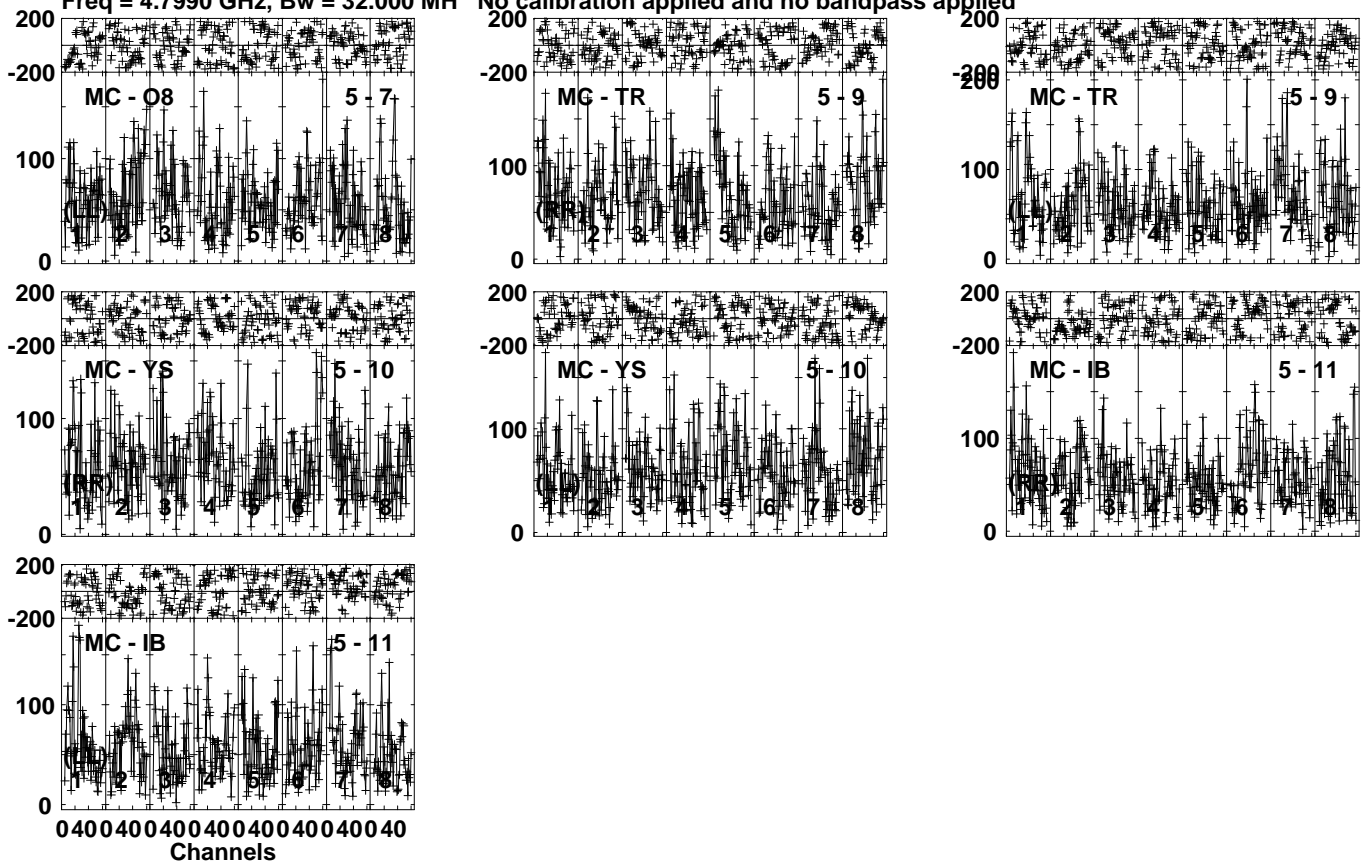 Freq = 4.7990 GHz, Bw = 32.000 MH No calibration applied and no bandpass applied
200
-200
MC - O8 5 - 7
100
(LL)
1 2 3 4 5 6 7 8
0
200
-200
MC - TR 5 - 9
100
(RR)
1 2 3 4 5 6 7 8
0
200
-200
200
MC - TR 5 - 9
100
(LL)
1 2 3 4 5 6 7 8
0
200
-200
MC - YS 5 - 10
100
(RR)
1 2 3 4 5 6 7 8
0
200
-200
MC - YS 5 - 10
100
(LL)
1 2 3 4 5 6 7 8
0
200
-200
MC - IB 5 - 11
100
(RR)
1 2 3 4 5 6 7 8
0
200
-200
MC - IB 5 - 11
100
(LL)
1 2 3 4 5 6 7 8
0
0 40 0 40 0 40 0 40 0 40 0 40 0 40 0 40
Channels